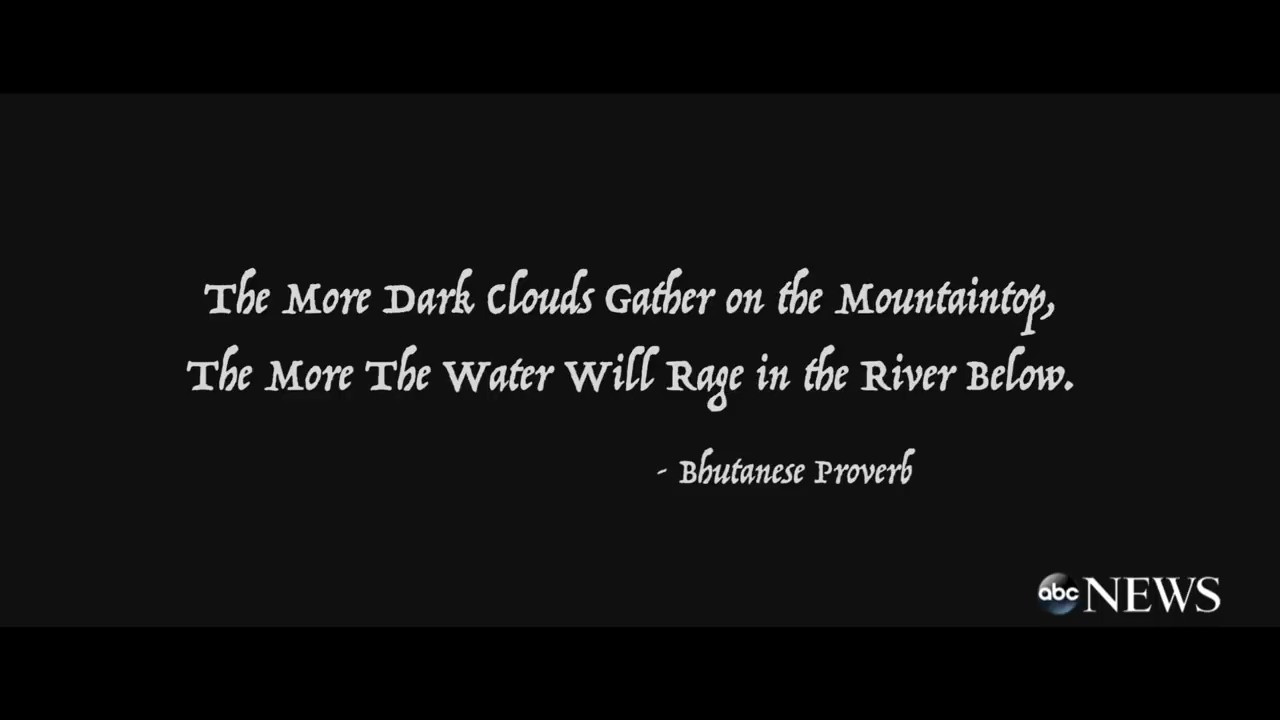 The More Dark Clouds Gather on the Mountaintop,
The More The Water Will Rage in the River Below.
- Bhutanese Proverb
abc NEWS